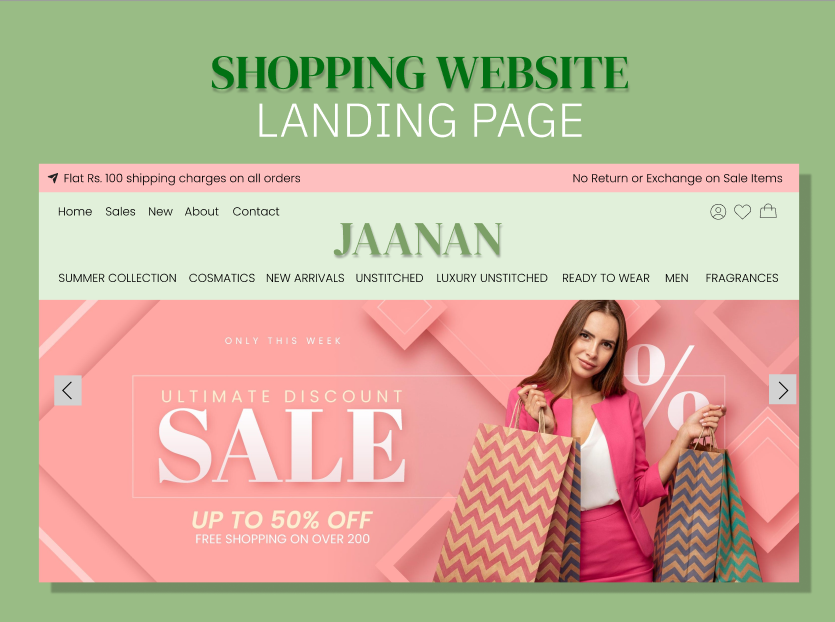 SHOPPING WEBSITE
LANDING PAGE
Flat Rs. 100 shipping charges on all orders No Return or Exchange on Sale Items
Home Sales New About Contact
JAANAN
SUMMER COLLECTION COSMATICS NEW ARRIVALS UNSTITCHED LUXURY UNSTITCHED READY TO WEAR MEN FRAGRANCES
ONLY THIS WEEK
ULTIMATE DISCOUNT
SALE
%
UP TO 50% OFF
FREE SHOPPING ON OVER 200